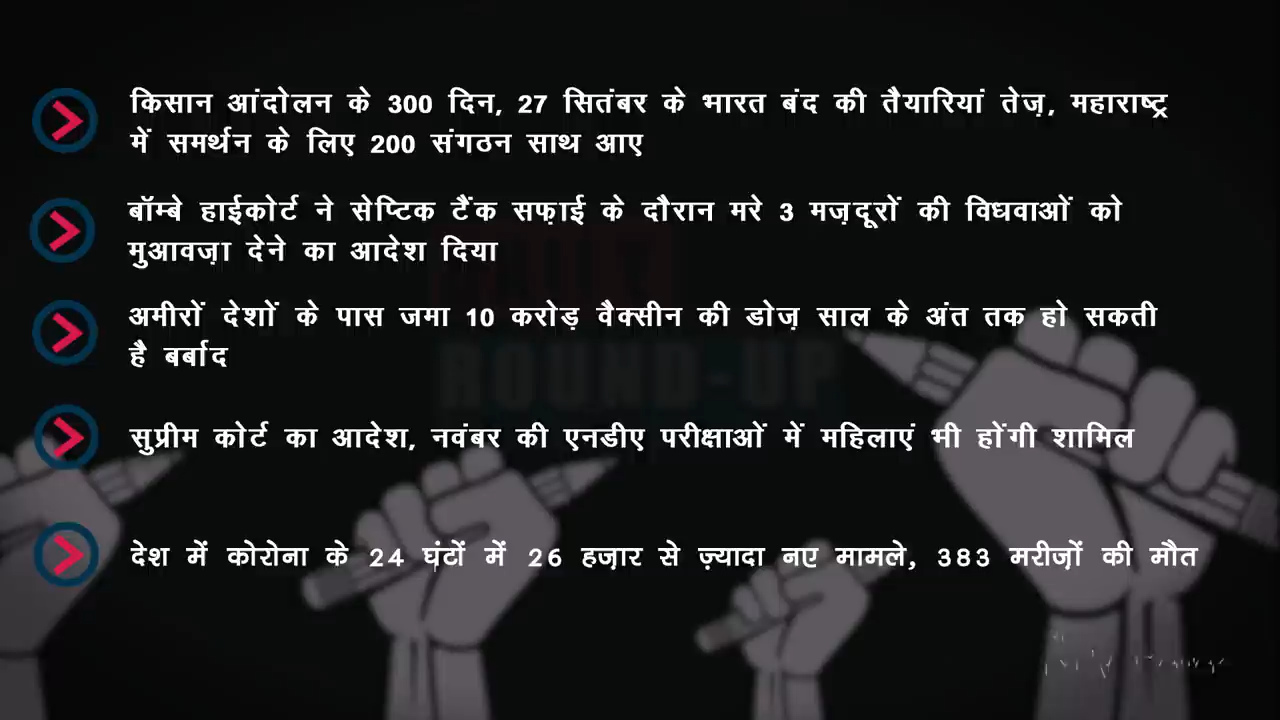 किसान आंदोलन के 300 दिन, 27 सितंबर के भारत बंद की तैयारियां तेज़, महाराष्ट्र
में समर्थन के लिए 200 संगठन साथ आए
बॉम्बे हाईकोर्ट ने सेप्टिक टैंक सफ़ाई के दौरान मरे 3 मज़दूरों की विधवाओं को
मुआवज़ा देने का आदेश दिया
अमीरों देशों के पास जमा 10 करोड़ वैक्सीन की डोज़ साल के अंत तक हो सकती
है बर्बाद
ROUND-UP
सुप्रीम कोर्ट का आदेश, नवंबर की एनडीए परीक्षाओं में महिलाएं भी होंगी शामिल
देश में कोरोना के 24 घंटों में 26 हज़ार से ज़्यादा नए मामले, 383 मरीज़ों की मौत